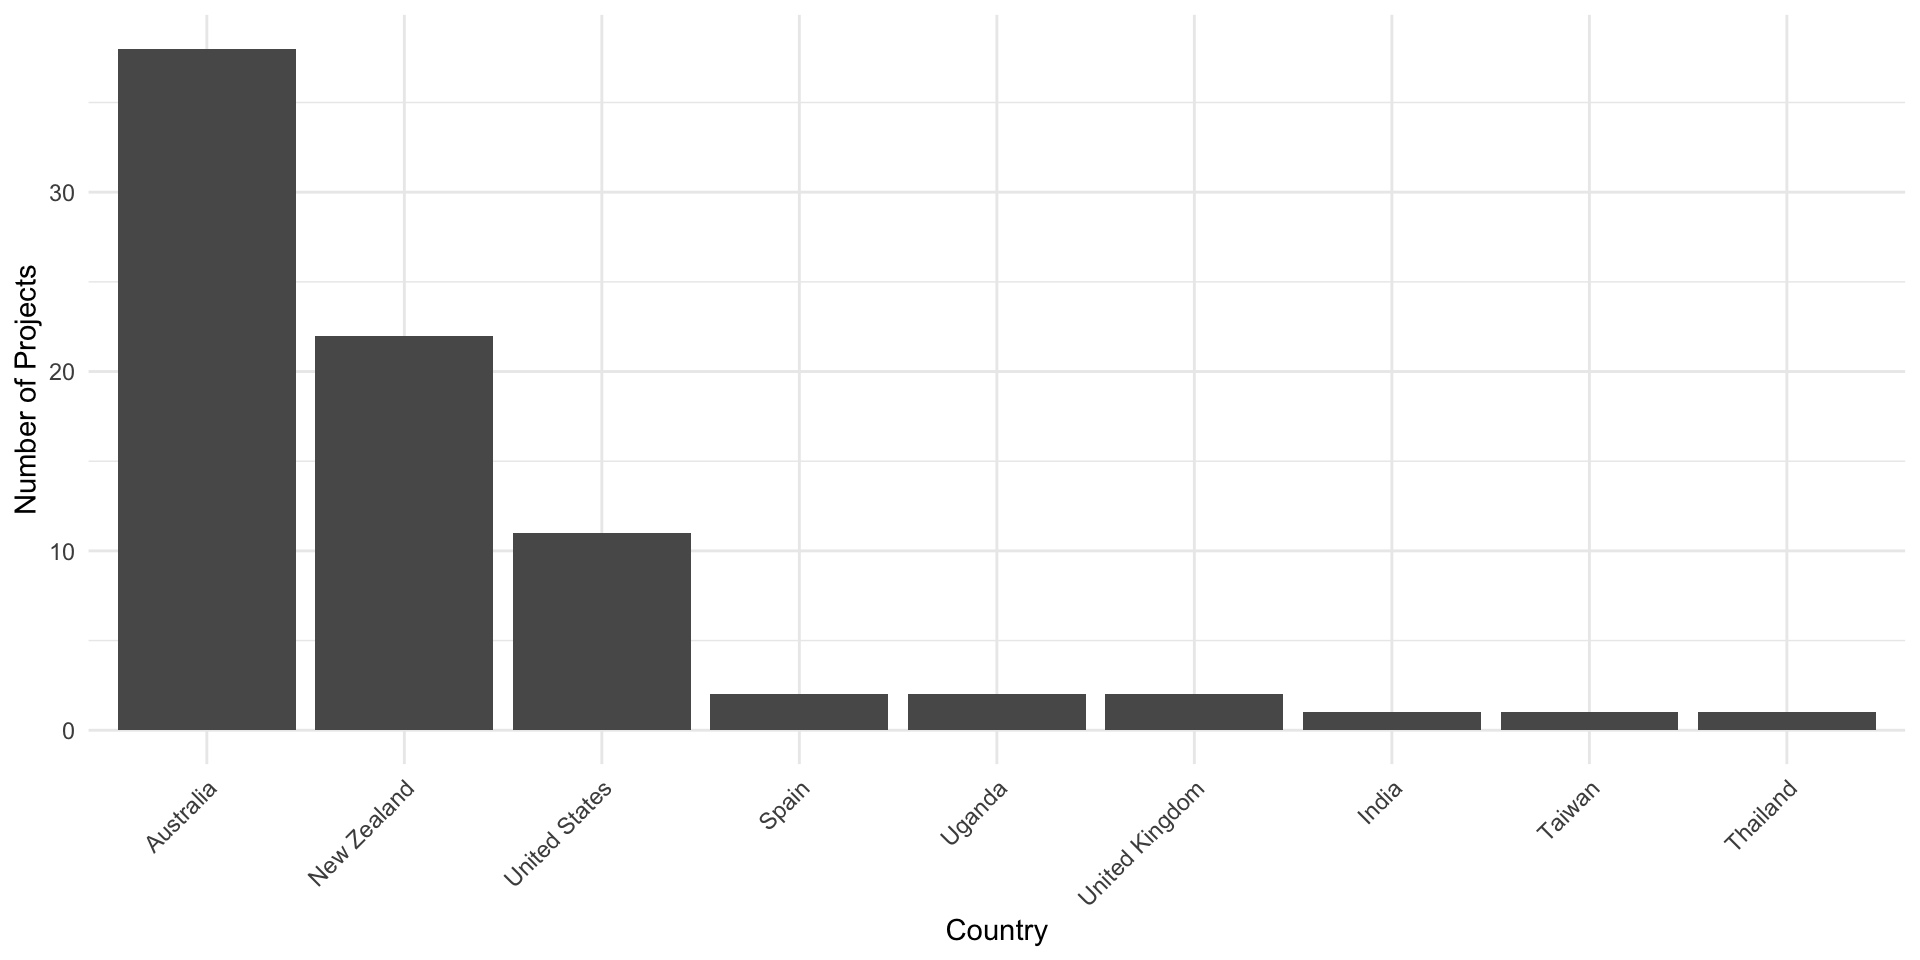 Number of Projects
30
20
10
0
Australia
New Zealand
United States
Spain
Uganda
United Kingdom
India
Taiwan
Thailand
Country